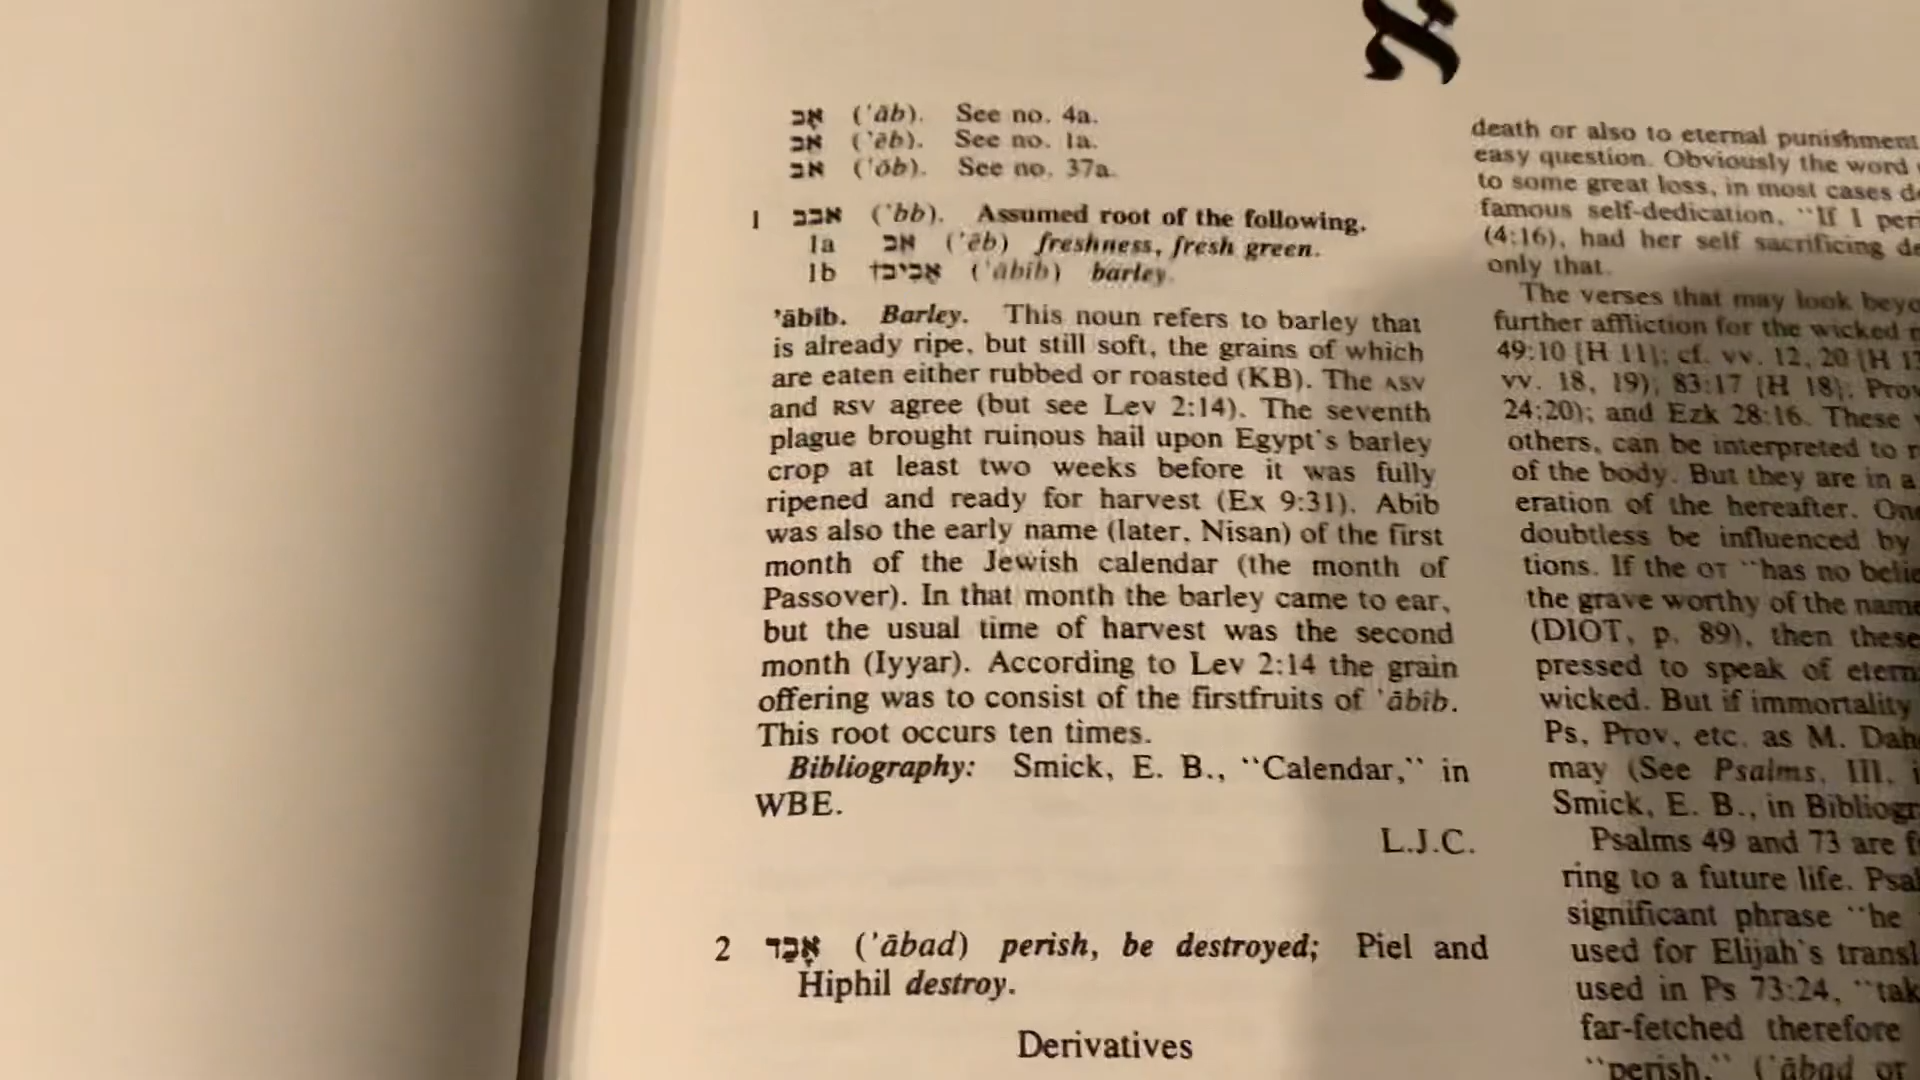 א
אָב ('āb). See no. 4a.
אֵב ('ēb). See no. 1a.
אֹב ('ōb). See no. 37a.
1 אבב ('bb). Assumed root of the following.
1a אֵב ('ēb) freshness, fresh green.
1b †אָבִיב ('ābîb) barley.
'ābîb. Barley. This noun refers to barley that
is already ripe, but still soft, the grains of which
are eaten either rubbed or roasted (KB). The ASV
and RSV agree (but see Lev 2:14). The seventh
plague brought ruinous hail upon Egypt's barley
crop at least two weeks before it was fully
ripened and ready for harvest (Ex 9:31). Abib
was also the early name (later, Nisan) of the first
month of the Jewish calendar (the month of
Passover). In that month the barley came to ear,
but the usual time of harvest was the second
month (Iyyar). According to Lev 2:14 the grain
offering was to consist of the firstfruits of 'ābîb.
This root occurs ten times.
Bibliography: Smick, E. B., "Calendar," in
WBE.
L.J.C.
2 אָבַד ('ābad) perish, be destroyed; Piel and
Hiphil destroy.
Derivatives
death or also to eternal punishment
easy question. Obviously the word
to some great loss, in most cases
famous self-dedication, "If I
(4:16), had her self sacrificing
only that.
The verses that may look
further affliction for the wicked
49:10 [H 11]; cf. vv. 12, 20 [H
vv. 18, 19); 83:17 [H 18];
24:20); and Ezk 28:16. These
others, can be interpreted to
of the body. But they are in a
eration of the hereafter.
doubtless be influenced by
tions. If the OT "has no
the grave worthy of the name
(DIOT, p. 89), then these
pressed to speak of
wicked. But if immortality
Ps, Prov, etc. as M.
may (See Psalms, III,
Smick, E. B., in
Psalms 49 and 73 are
ring to a future life.
significant phrase "he
used for Elijah's
used in Ps 73:24,
far-fetched therefore
"perish," ('ābad or